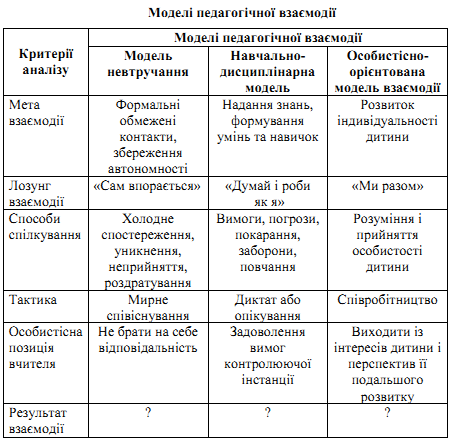 Моделі педагогічної взаємодії
Критерії
аналізу
Моделі педагогічної взаємодії
Модель
невтручання
Навчально-
дисциплінарна
модель
Особистісно-
орієнтована
модель взаємодії
Мета
взаємодії
Формальні
обмежені
контакти,
збереження
автономності
Надання знань,
формування
умінь та навичок
Розвиток
індивідуальності
дитини
Лозунг
взаємодії
«Сам впорається»
«Думай і роби
як я»
«Ми разом»
Способи
спілкування
Холодне
спостереження,
уникнення,
неприйняття,
роздратування
Вимоги, погрози,
покарання,
заборони,
повчання
Розуміння і
прийняття
особистості
дитини
Тактика
Мирне
співіснування
Диктат або
опікування
Співробітництво
Особистісна
позиція
вчителя
Не брати на себе
відповідальність
Задоволення
вимог
контролюючої
інстанції
Виходити із
інтересів дитини і
перспектив її
подальшого
розвитку
Результат
взаємодії
?
?
?